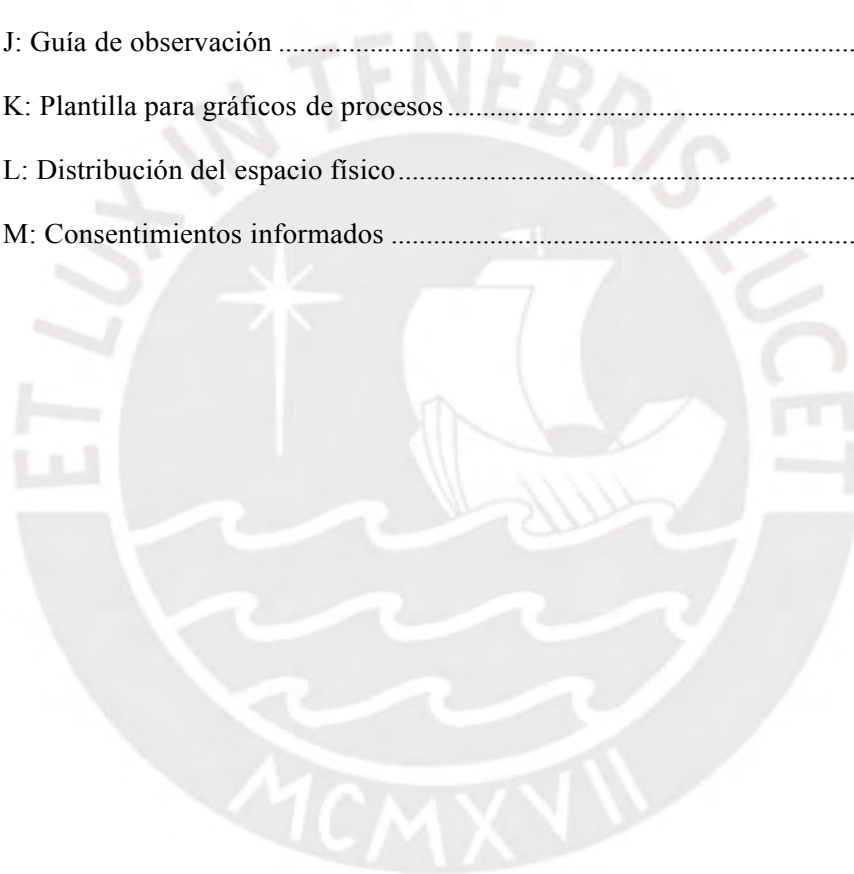 J: Guía de observación ..........................................................................................
K: Plantilla para gráficos de procesos ..................................................................
L: Distribución del espacio físico .........................................................................
M: Consentimientos informados ..........................................................................
ET LUX IN TENEBRIS LUCET
MCMXVII